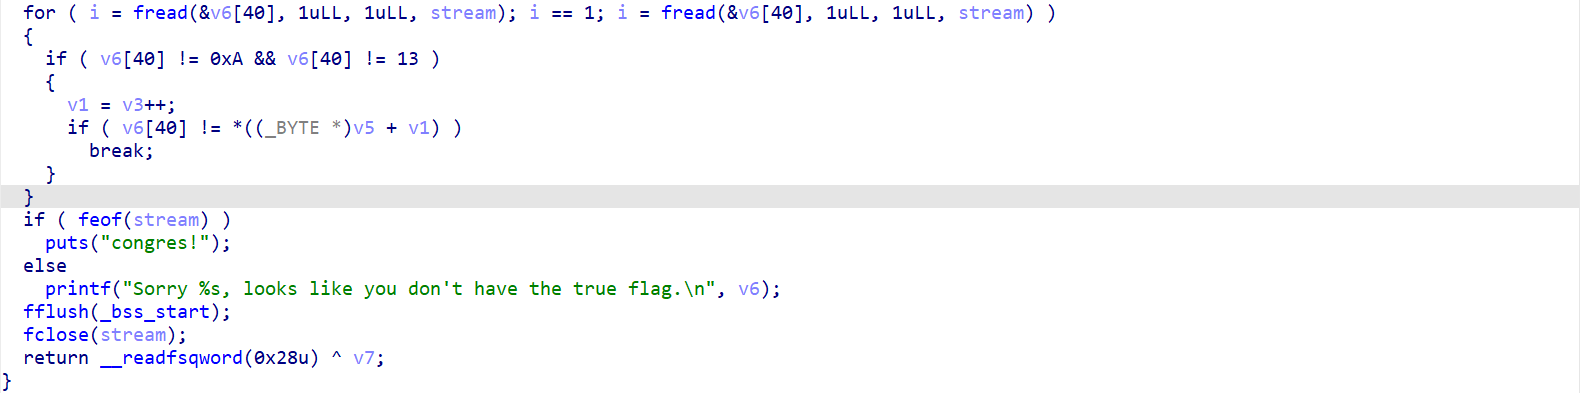 for ( i = fread(&v6[40], 1uLL, 1uLL, stream); i == 1; i = fread(&v6[40], 1uLL, 1uLL, stream) )
{
if ( v6[40] != 0xA && v6[40] != 13 )
{
v1 = v3++;
if ( v6[40] != *((_BYTE *)v5 + v1) )
break;
}
}
if ( feof(stream) )
puts("congres!");
else
printf("Sorry %s, looks like you don't have the true flag.\n", v6);
fflush(_bss_start);
fclose(stream);
return __readfsqword(0x28u) ^ v7;
}